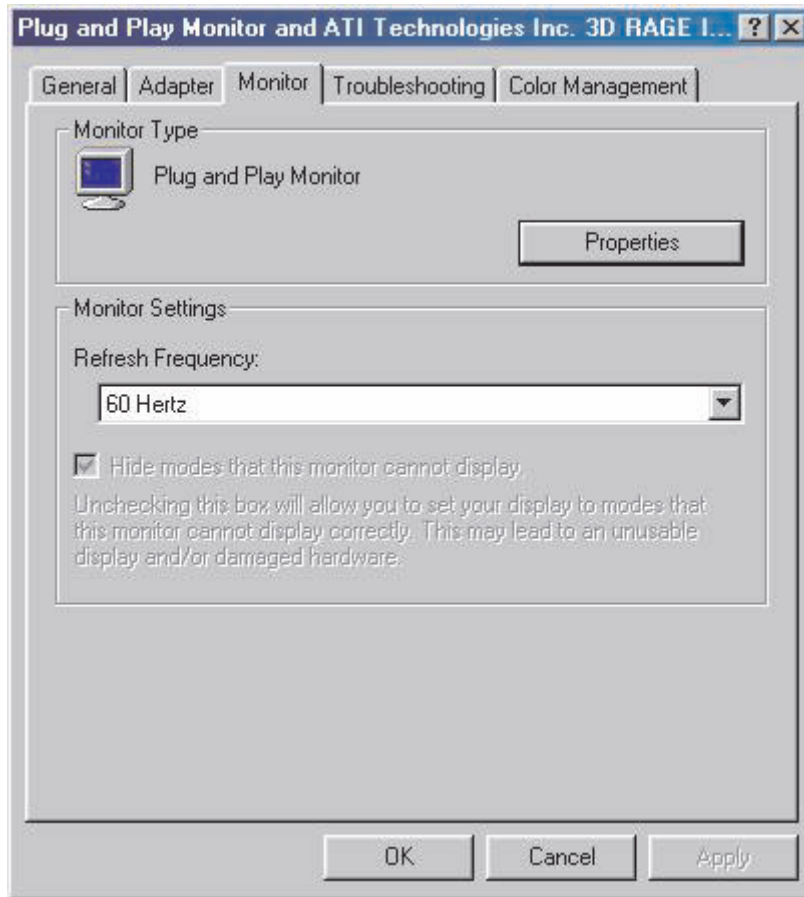 Plug and Play Monitor and ATI Technologies Inc. 3D RAGE I...
General Adapter Monitor Troubleshooting Color Management
Monitor Type
Plug and Play Monitor
Properties
Monitor Settings
Refresh Frequency:
60 Hertz
Hide modes that this monitor cannot display
Unchecking this box will allow you to set your display to modes that
this monitor cannot display correctly. This may lead to an unusable
display and/or damaged hardware.
OK Cancel Apply